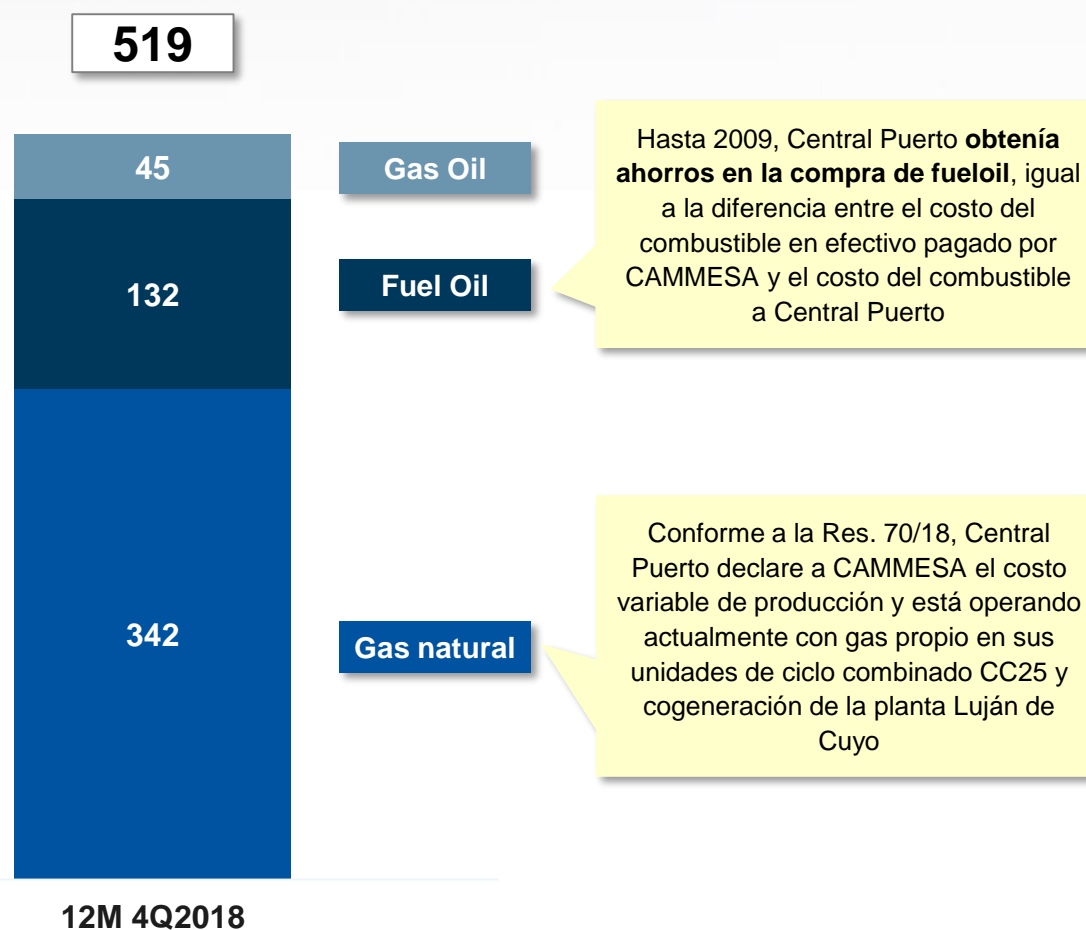 519
45
Gas Oil
Hasta 2009, Central Puerto obtenía
ahorros en la compra de fueloil, igual
a la diferencia entre el costo del
combustible en efectivo pagado por
CAMMESA y el costo del combustible
a Central Puerto
132
Fuel Oil
342
Gas natural
Conforme a la Res. 70/18, Central
Puerto declare a CAMMESA el costo
variable de producción y está operando
actualmente con gas propio en sus
unidades de ciclo combinado CC25 y
cogeneración de la planta Luján de
Cuyo
12M 4Q2018